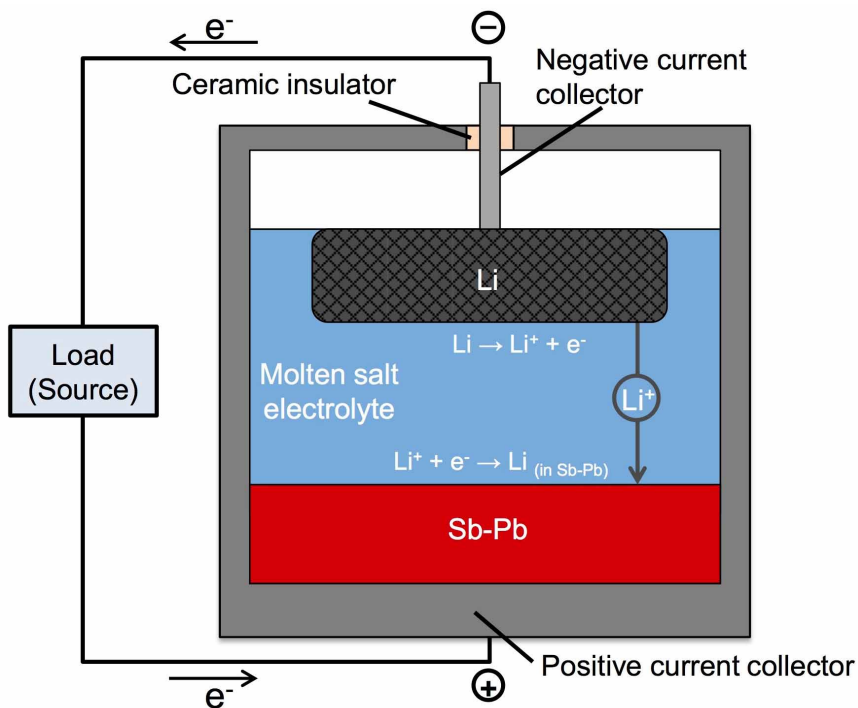 e⁻
⊖
Ceramic insulator
Negative current
collector
Li
Li → Li⁺ + e⁻
Load
(Source)
Molten salt
electrolyte
Li⁺
Li⁺ + e⁻ → Li (in Sb-Pb)
Sb-Pb
Positive current collector
e⁻
⊕